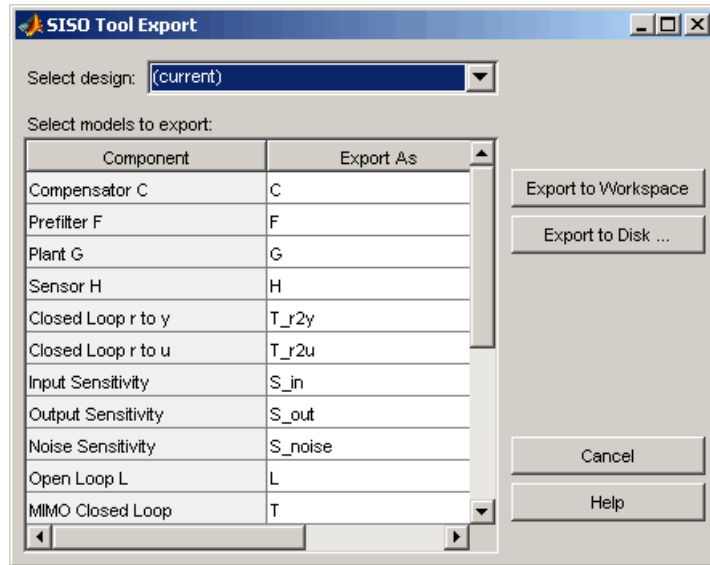 SISO Tool Export
Select design: (current)
Select models to export:
Component Export As
Compensator C C
Prefilter F F
Plant G G
Sensor H H
Closed Loop r to y T_r2y
Closed Loop r to u T_r2u
Input Sensitivity S_in
Output Sensitivity S_out
Noise Sensitivity S_noise
Open Loop L L
MIMO Closed Loop T
Export to Workspace
Export to Disk ...
Cancel
Help